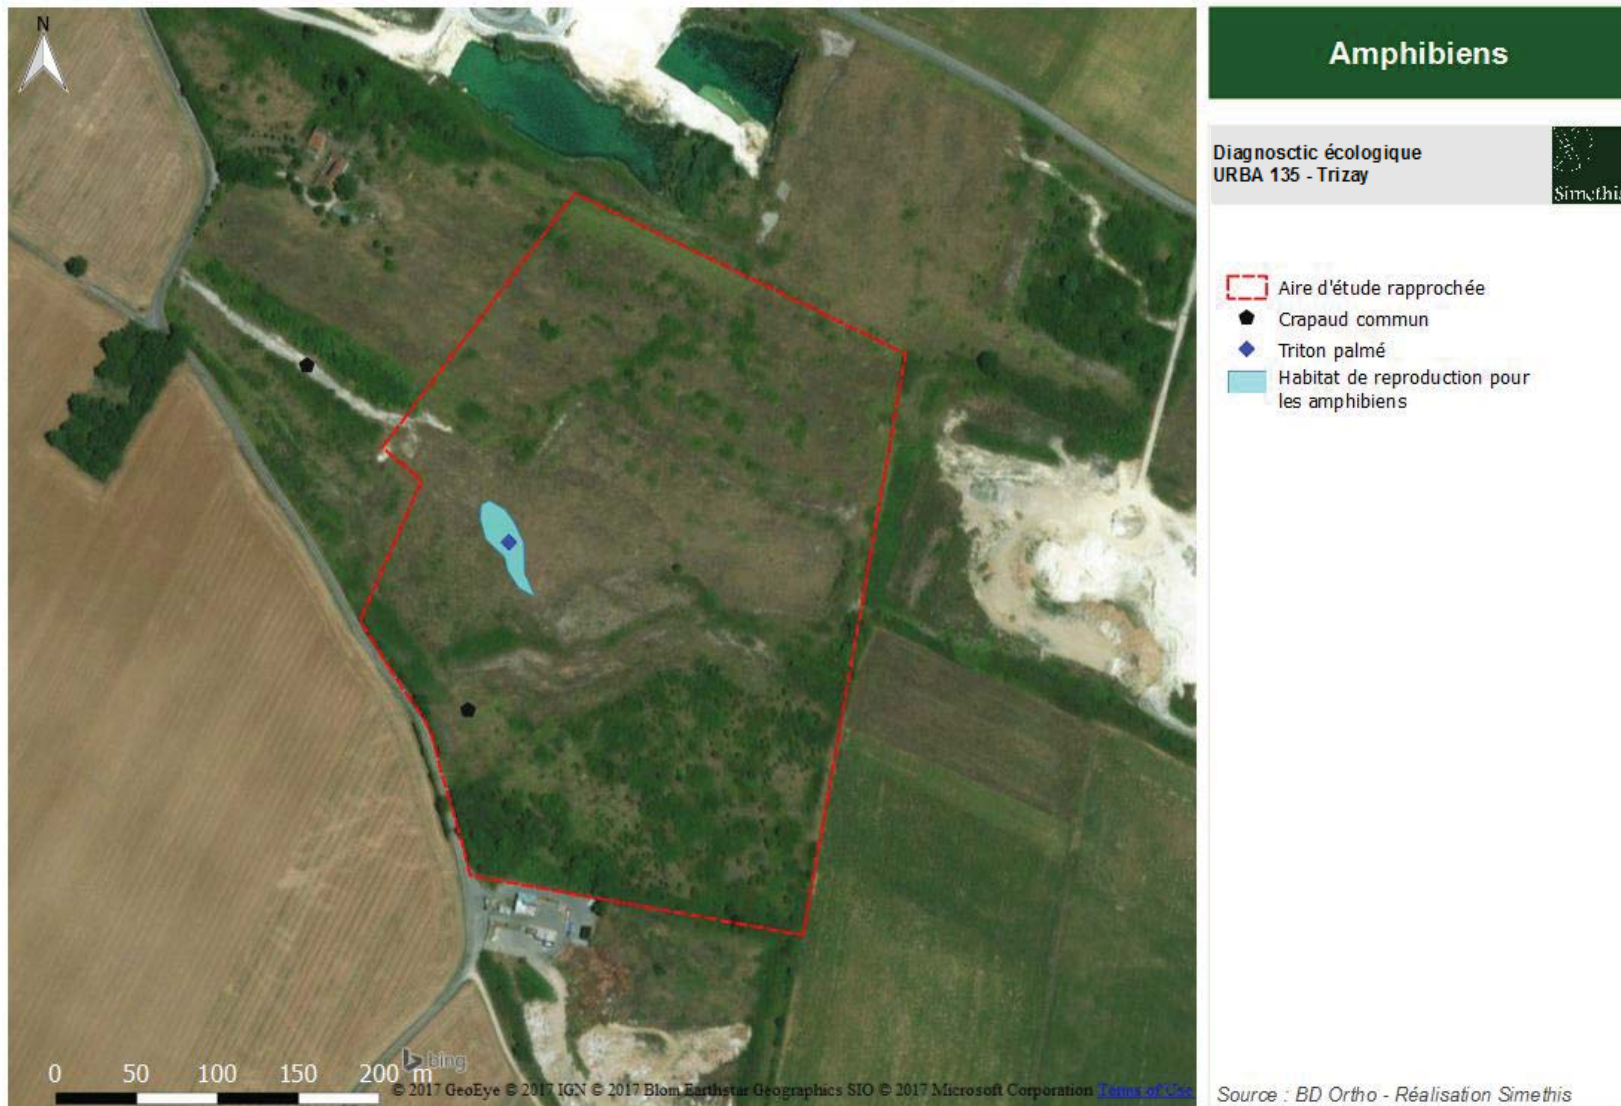 N
Amphibiens
Diagnosctic écologique
URBA 135 - Trizay
Simethis
Aire d'étude rapprochée
Crapaud commun
Triton palmé
Habitat de reproduction pour
les amphibiens
0 50 100 150 200 m
bing
© 2017 GeoEye © 2017 IGN © 2017 Blom Earthstar Geographics SIO © 2017 Microsoft Corporation Terms of Use
Source : BD Ortho - Réalisation Simethis